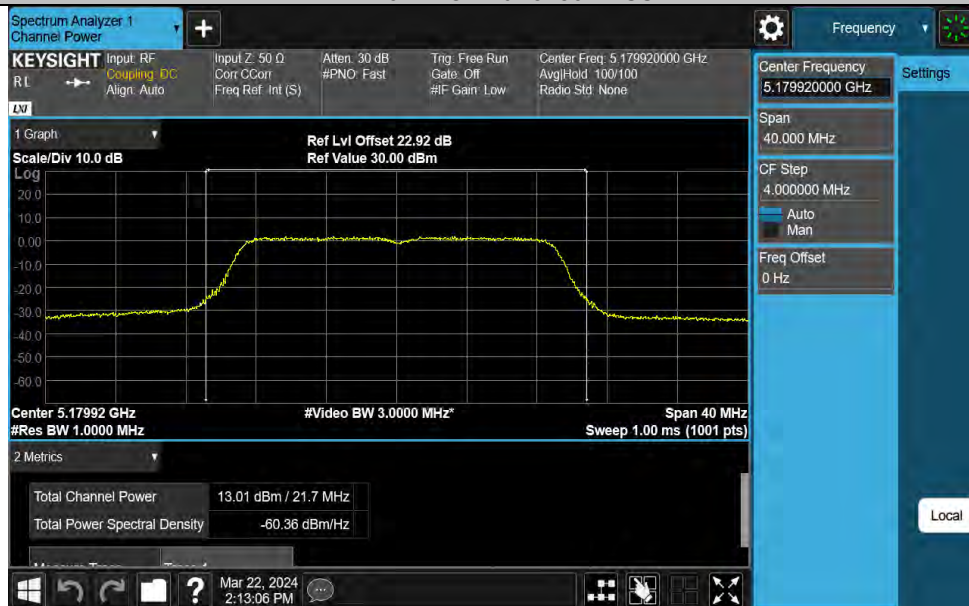 Spectrum Analyzer 1
Channel Power
+
Frequency
KEYSIGHT
RL
LXI
Input: RF
Coupling: DC
Align: Auto
Input Z: 50 Ω
Corr CCorr
Freq Ref: Int (S)
Atten: 30 dB
#PNO: Fast
Trig: Free Run
Gate: Off
#IF Gain: Low
Center Freq: 5.179920000 GHz
Avg|Hold: 100/100
Radio Std: None
Center Frequency
5.179920000 GHz
Settings
Span
40.000 MHz
CF Step
4.000000 MHz
Auto
Man
Freq Offset
0 Hz
Local
1 Graph
Scale/Div 10.0 dB
Ref Lvl Offset 22.92 dB
Ref Value 30.00 dBm
Log
20.0
10.0
0.00
-10.0
-20.0
-30.0
-40.0
-50.0
-60.0
Center 5.17992 GHz
#Video BW 3.0000 MHz*
Span 40 MHz
#Res BW 1.0000 MHz
Sweep 1.00 ms (1001 pts)
2 Metrics
Total Channel Power 13.01 dBm / 21.7 MHz
Total Power Spectral Density -60.36 dBm/Hz
?
Mar 22, 2024
2:13:06 PM